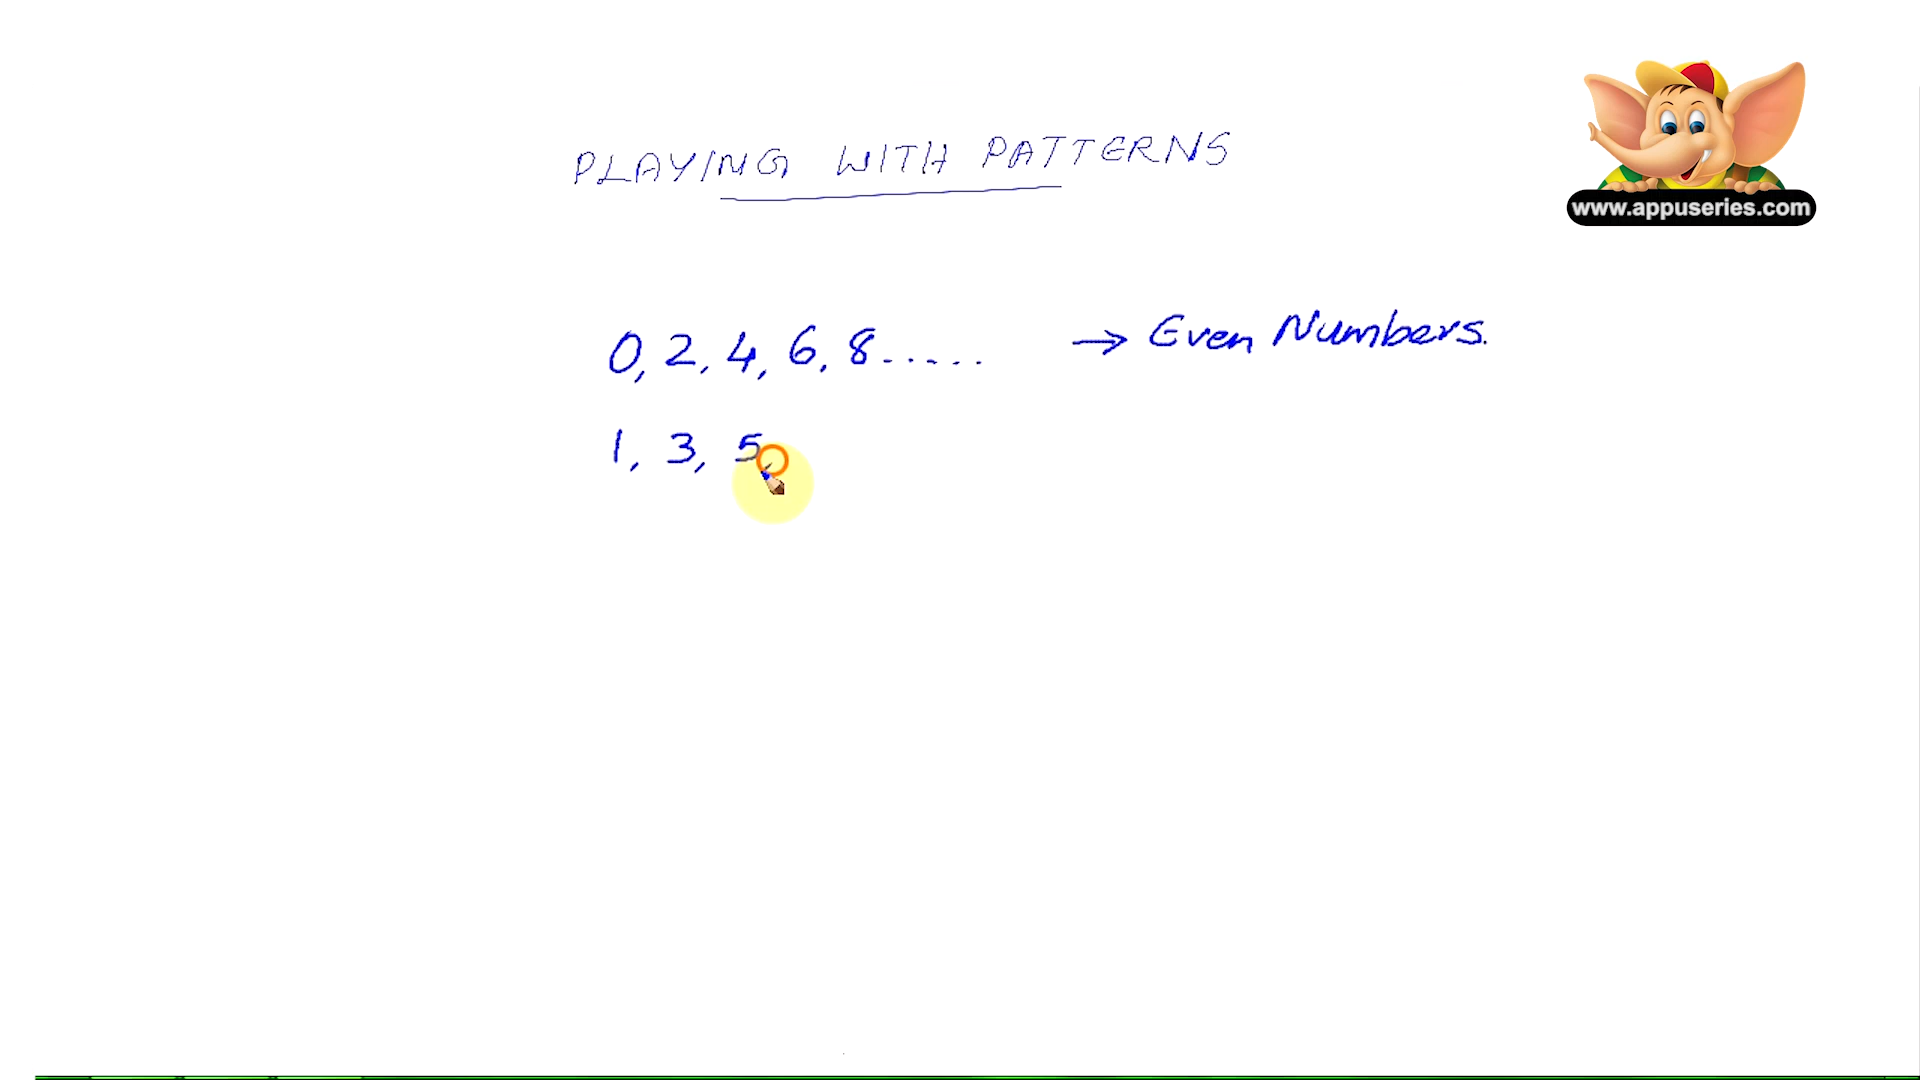 PLAYING WITH PATTERNS
www.appuseries.com
0, 2, 4, 6, 8..... → Even Numbers.
1, 3, 5,